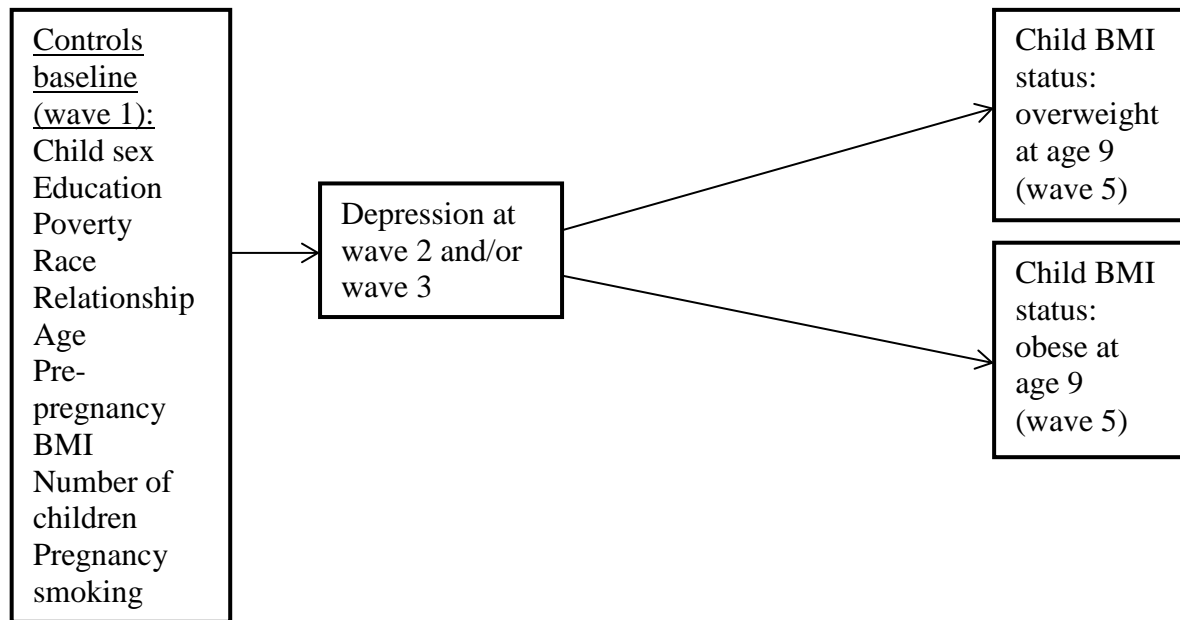 Controls
baseline
(wave 1):
Child sex
Education
Poverty
Race
Relationship
Age
Pre-
pregnancy
BMI
Number of
children
Pregnancy
smoking
Depression at
wave 2 and/or
wave 3
Child BMI
status:
overweight
at age 9
(wave 5)
Child BMI
status:
obese at
age 9
(wave 5)